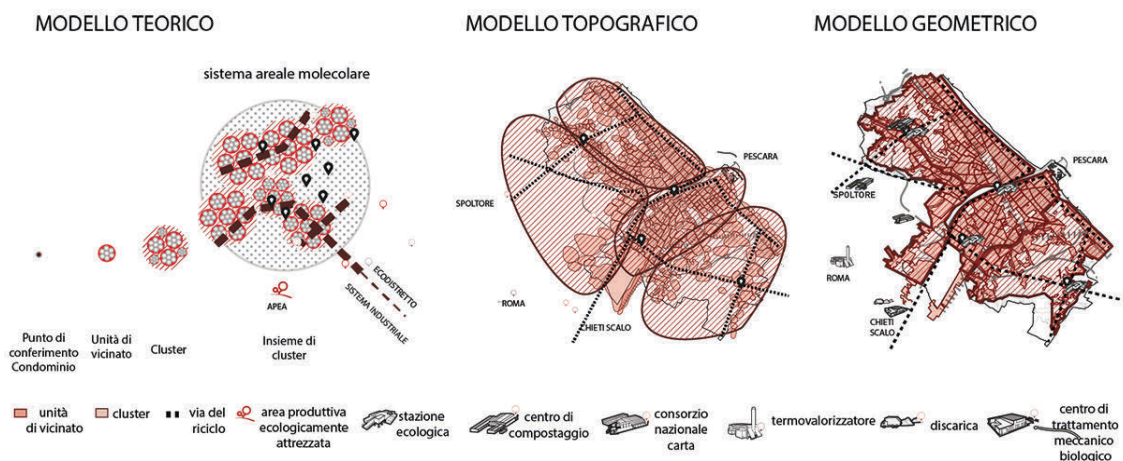 MODELLO TEORICO
sistema areale molecolare
ECODISTRETTO
SISTEMA INDUSTRIALE
APEA
Punto di
conferimento
Condominio
Unità di
vicinato
Cluster
Insieme di
cluster
MODELLO TOPOGRAFICO
PESCARA
SPOLTORE
ROMA
CHIETI SCALO
MODELLO GEOMETRICO
PESCARA
SPOLTORE
ROMA
CHIETI
SCALO
unità
di vicinato
cluster
via del
riciclo
area produttiva
ecologicamente
attrezzata
stazione
ecologica
centro di
compostaggio
consorzio
nazionale
carta
termovalorizzatore
discarica
centro di
trattamento
meccanico
biologico